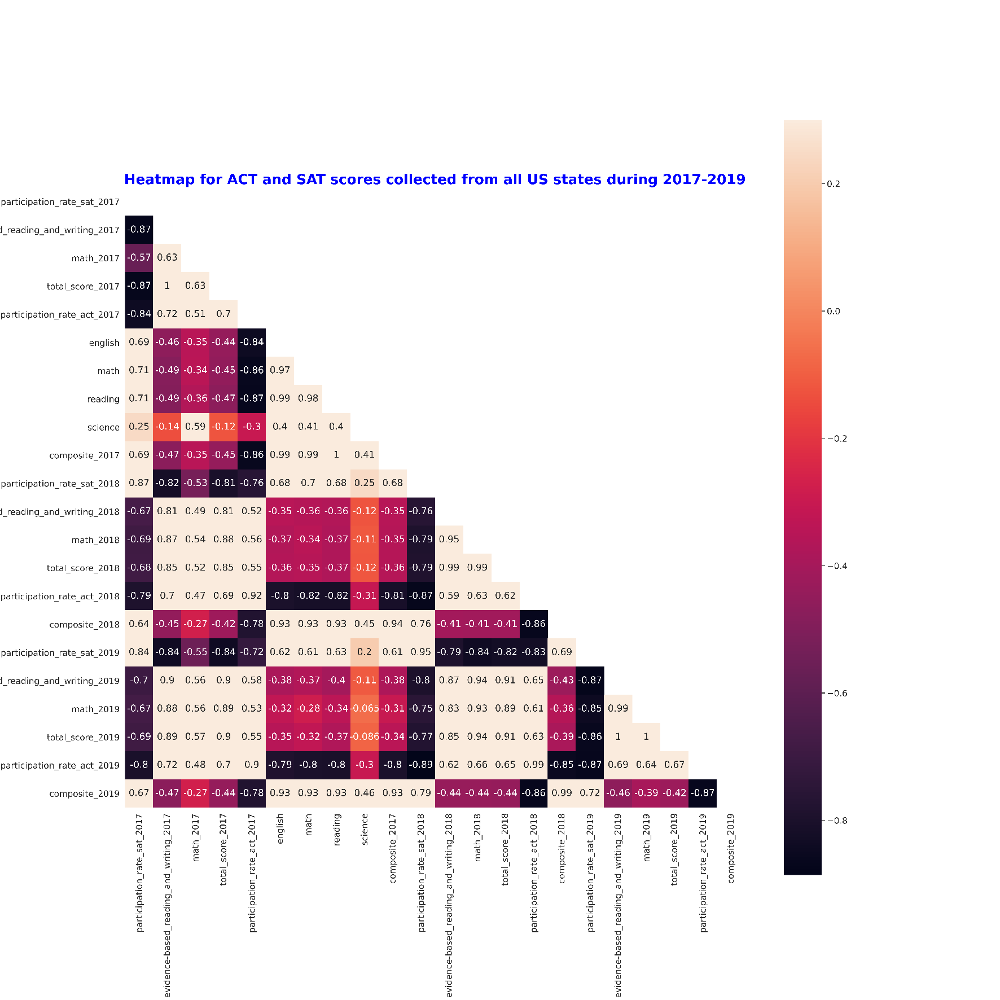 Heatmap for ACT and SAT scores collected from all US states during 2017-2019
participation_rate_sat_2017
d_reading_and_writing_2017 -0.87
math_2017 -0.57 0.63
total_score_2017 -0.87 1 0.63
participation_rate_act_2017 -0.84 0.72 0.51 0.7
english 0.69 -0.46 -0.35 -0.44 -0.84
math 0.71 -0.49 -0.34 -0.45 -0.86 0.97
reading 0.71 -0.49 -0.36 -0.47 -0.87 0.99 0.98
science 0.25 -0.14 0.59 -0.12 -0.3 0.4 0.41 0.4
composite_2017 0.69 -0.47 -0.35 -0.45 -0.86 0.99 0.99 1 0.41
participation_rate_sat_2018 0.87 -0.82 -0.53 -0.81 -0.76 0.68 0.7 0.68 0.25 0.68
d_reading_and_writing_2018 -0.67 0.81 0.49 0.81 0.52 -0.35 -0.36 -0.36 -0.12 -0.35 -0.76
math_2018 -0.69 0.87 0.54 0.88 0.56 -0.37 -0.34 -0.37 -0.11 -0.35 -0.79 0.95
total_score_2018 -0.68 0.85 0.52 0.85 0.55 -0.36 -0.35 -0.37 -0.12 -0.36 -0.79 0.99 0.99
participation_rate_act_2018 -0.79 0.7 0.47 0.69 0.92 -0.8 -0.82 -0.82 -0.31 -0.81 -0.87 0.59 0.63 0.62
composite_2018 0.64 -0.45 -0.27 -0.42 -0.78 0.93 0.93 0.93 0.45 0.94 0.76 -0.41 -0.41 -0.41 -0.86
participation_rate_sat_2019 0.84 -0.84 -0.55 -0.84 -0.72 0.62 0.61 0.63 0.2 0.61 0.95 -0.79 -0.84 -0.82 -0.83 0.69
d_reading_and_writing_2019 -0.7 0.9 0.56 0.9 0.58 -0.38 -0.37 -0.4 -0.11 -0.38 -0.8 0.87 0.94 0.91 0.65 -0.43 -0.87
math_2019 -0.67 0.88 0.56 0.89 0.53 -0.32 -0.28 -0.34 -0.065 -0.31 -0.75 0.83 0.93 0.89 0.61 -0.36 -0.85 0.99
total_score_2019 -0.69 0.89 0.57 0.9 0.55 -0.35 -0.32 -0.37 -0.086 -0.34 -0.77 0.85 0.94 0.91 0.63 -0.39 -0.86 1 1
participation_rate_act_2019 -0.8 0.72 0.48 0.7 0.9 -0.79 -0.8 -0.8 -0.3 -0.8 -0.89 0.62 0.66 0.65 0.99 -0.85 -0.87 0.69 0.64 0.67
composite_2019 0.67 -0.47 -0.27 -0.44 -0.78 0.93 0.93 0.93 0.46 0.93 0.79 -0.44 -0.44 -0.44 -0.86 0.99 0.72 -0.46 -0.39 -0.42 -0.87
participation_rate_sat_2017
evidence-based_reading_and_writing_2017
math_2017
total_score_2017
participation_rate_act_2017
english
math
reading
science
composite_2017
participation_rate_sat_2018
evidence-based_reading_and_writing_2018
math_2018
total_score_2018
participation_rate_act_2018
composite_2018
participation_rate_sat_2019
evidence-based_reading_and_writing_2019
math_2019
total_score_2019
participation_rate_act_2019
composite_2019
0.2
0.0
−0.2
−0.4
−0.6
−0.8